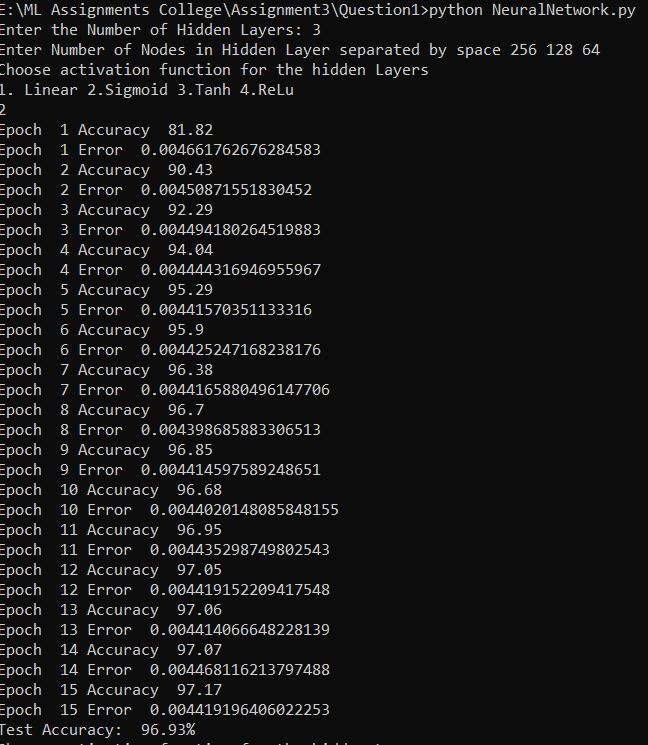 E:\ML Assignments College\Assignment3\Question1>python NeuralNetwork.py
Enter the Number of Hidden Layers: 3
Enter Number of Nodes in Hidden Layer separated by space 256 128 64
Choose activation function for the hidden Layers
1. Linear 2.Sigmoid 3.Tanh 4.ReLu
2
Epoch  1 Accuracy  81.82
Epoch  1 Error  0.004661762676284583
Epoch  2 Accuracy  90.43
Epoch  2 Error  0.00450871551830452
Epoch  3 Accuracy  92.29
Epoch  3 Error  0.004494180264519883
Epoch  4 Accuracy  94.04
Epoch  4 Error  0.004444316946955967
Epoch  5 Accuracy  95.29
Epoch  5 Error  0.00441570351133316
Epoch  6 Accuracy  95.9
Epoch  6 Error  0.004425247168238176
Epoch  7 Accuracy  96.38
Epoch  7 Error  0.0044165880496147706
Epoch  8 Accuracy  96.7
Epoch  8 Error  0.004398685883306513
Epoch  9 Accuracy  96.85
Epoch  9 Error  0.004414597589248651
Epoch  10 Accuracy  96.68
Epoch  10 Error  0.0044020148085848155
Epoch  11 Accuracy  96.95
Epoch  11 Error  0.004435298749802543
Epoch  12 Accuracy  97.05
Epoch  12 Error  0.004419152209417548
Epoch  13 Accuracy  97.06
Epoch  13 Error  0.004414066648228139
Epoch  14 Accuracy  97.07
Epoch  14 Error  0.004468116213797488
Epoch  15 Accuracy  97.17
Epoch  15 Error  0.004419196406022253
Test Accuracy:  96.93%